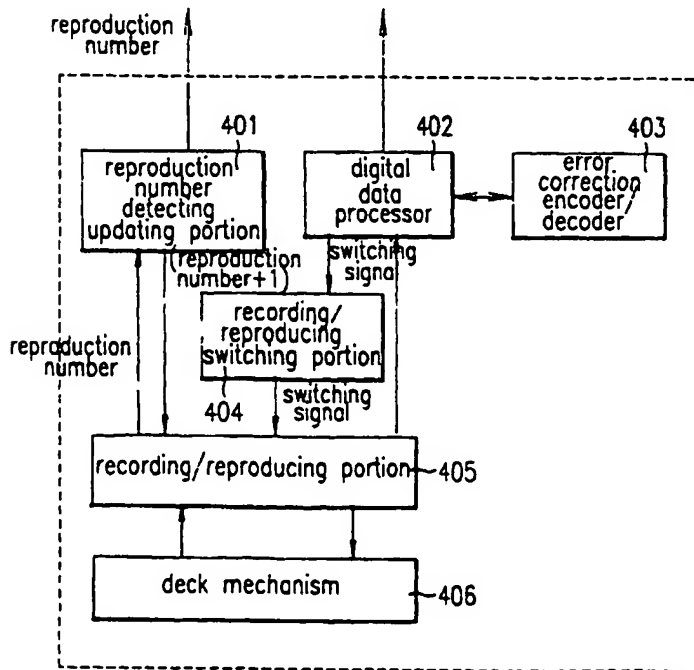 reproduction
number
401
402
403
reproduction
number
detecting
updating portion
digital
data
processor
error
correction
encoder/
decoder
(reproduction
number+1)
switching
signal
recording/
reproducing
switching portion
reproduction
number
404
switching
signal
recording/reproducing portion
405
deck mechanism
406